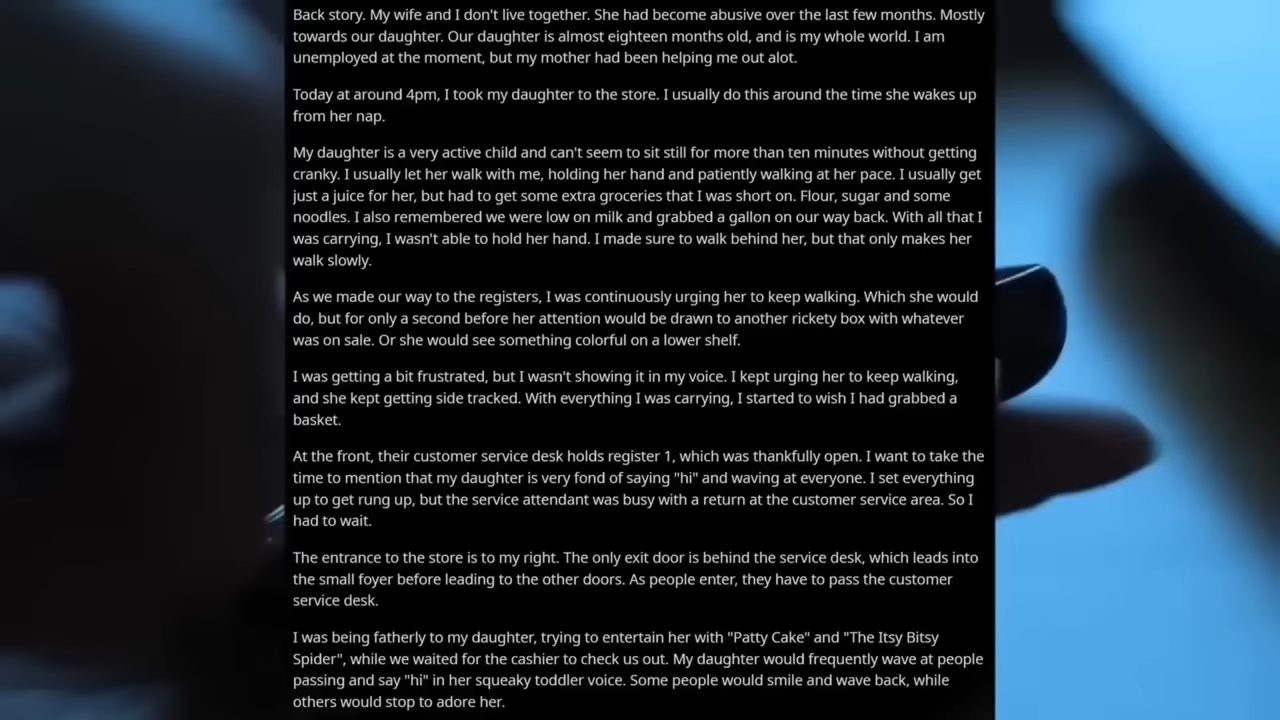 Back story. My wife and I don't live together. She had become abusive over the last few months. Mostly
towards our daughter. Our daughter is almost eighteen months old, and is my whole world. I am
unemployed at the moment, but my mother had been helping me out alot.
Today at around 4pm, I took my daughter to the store. I usually do this around the time she wakes up
from her nap.
My daughter is a very active child and can't seem to sit still for more than ten minutes without getting
cranky. I usually let her walk with me, holding her hand and patiently walking at her pace. I usually get
just a juice for her, but had to get some extra groceries that I was short on. Flour, sugar and some
noodles. I also remembered we were low on milk and grabbed a gallon on our way back. With all that I
was carrying, I wasn't able to hold her hand. I made sure to walk behind her, but that only makes her
walk slowly.
As we made our way to the registers, I was continuously urging her to keep walking. Which she would
do, but for only a second before her attention would be drawn to another rickety box with whatever
was on sale. Or she would see something colorful on a lower shelf.
I was getting a bit frustrated, but I wasn't showing it in my voice. I kept urging her to keep walking,
and she kept getting side tracked. With everything I was carrying, I started to wish I had grabbed a
basket.
At the front, their customer service desk holds register 1, which was thankfully open. I want to take the
time to mention that my daughter is very fond of saying "hi" and waving at everyone. I set everything
up to get rung up, but the service attendant was busy with a return at the customer service area. So I
had to wait.
The entrance to the store is to my right. The only exit door is behind the service desk, which leads into
the small foyer before leading to the other doors. As people enter, they have to pass the customer
service desk.
I was being fatherly to my daughter, trying to entertain her with "Patty Cake" and "The Itsy Bitsy
Spider", while we waited for the cashier to check us out. My daughter would frequently wave at people
passing and say "hi" in her squeaky toddler voice. Some people would smile and wave back, while
others would stop to adore her.